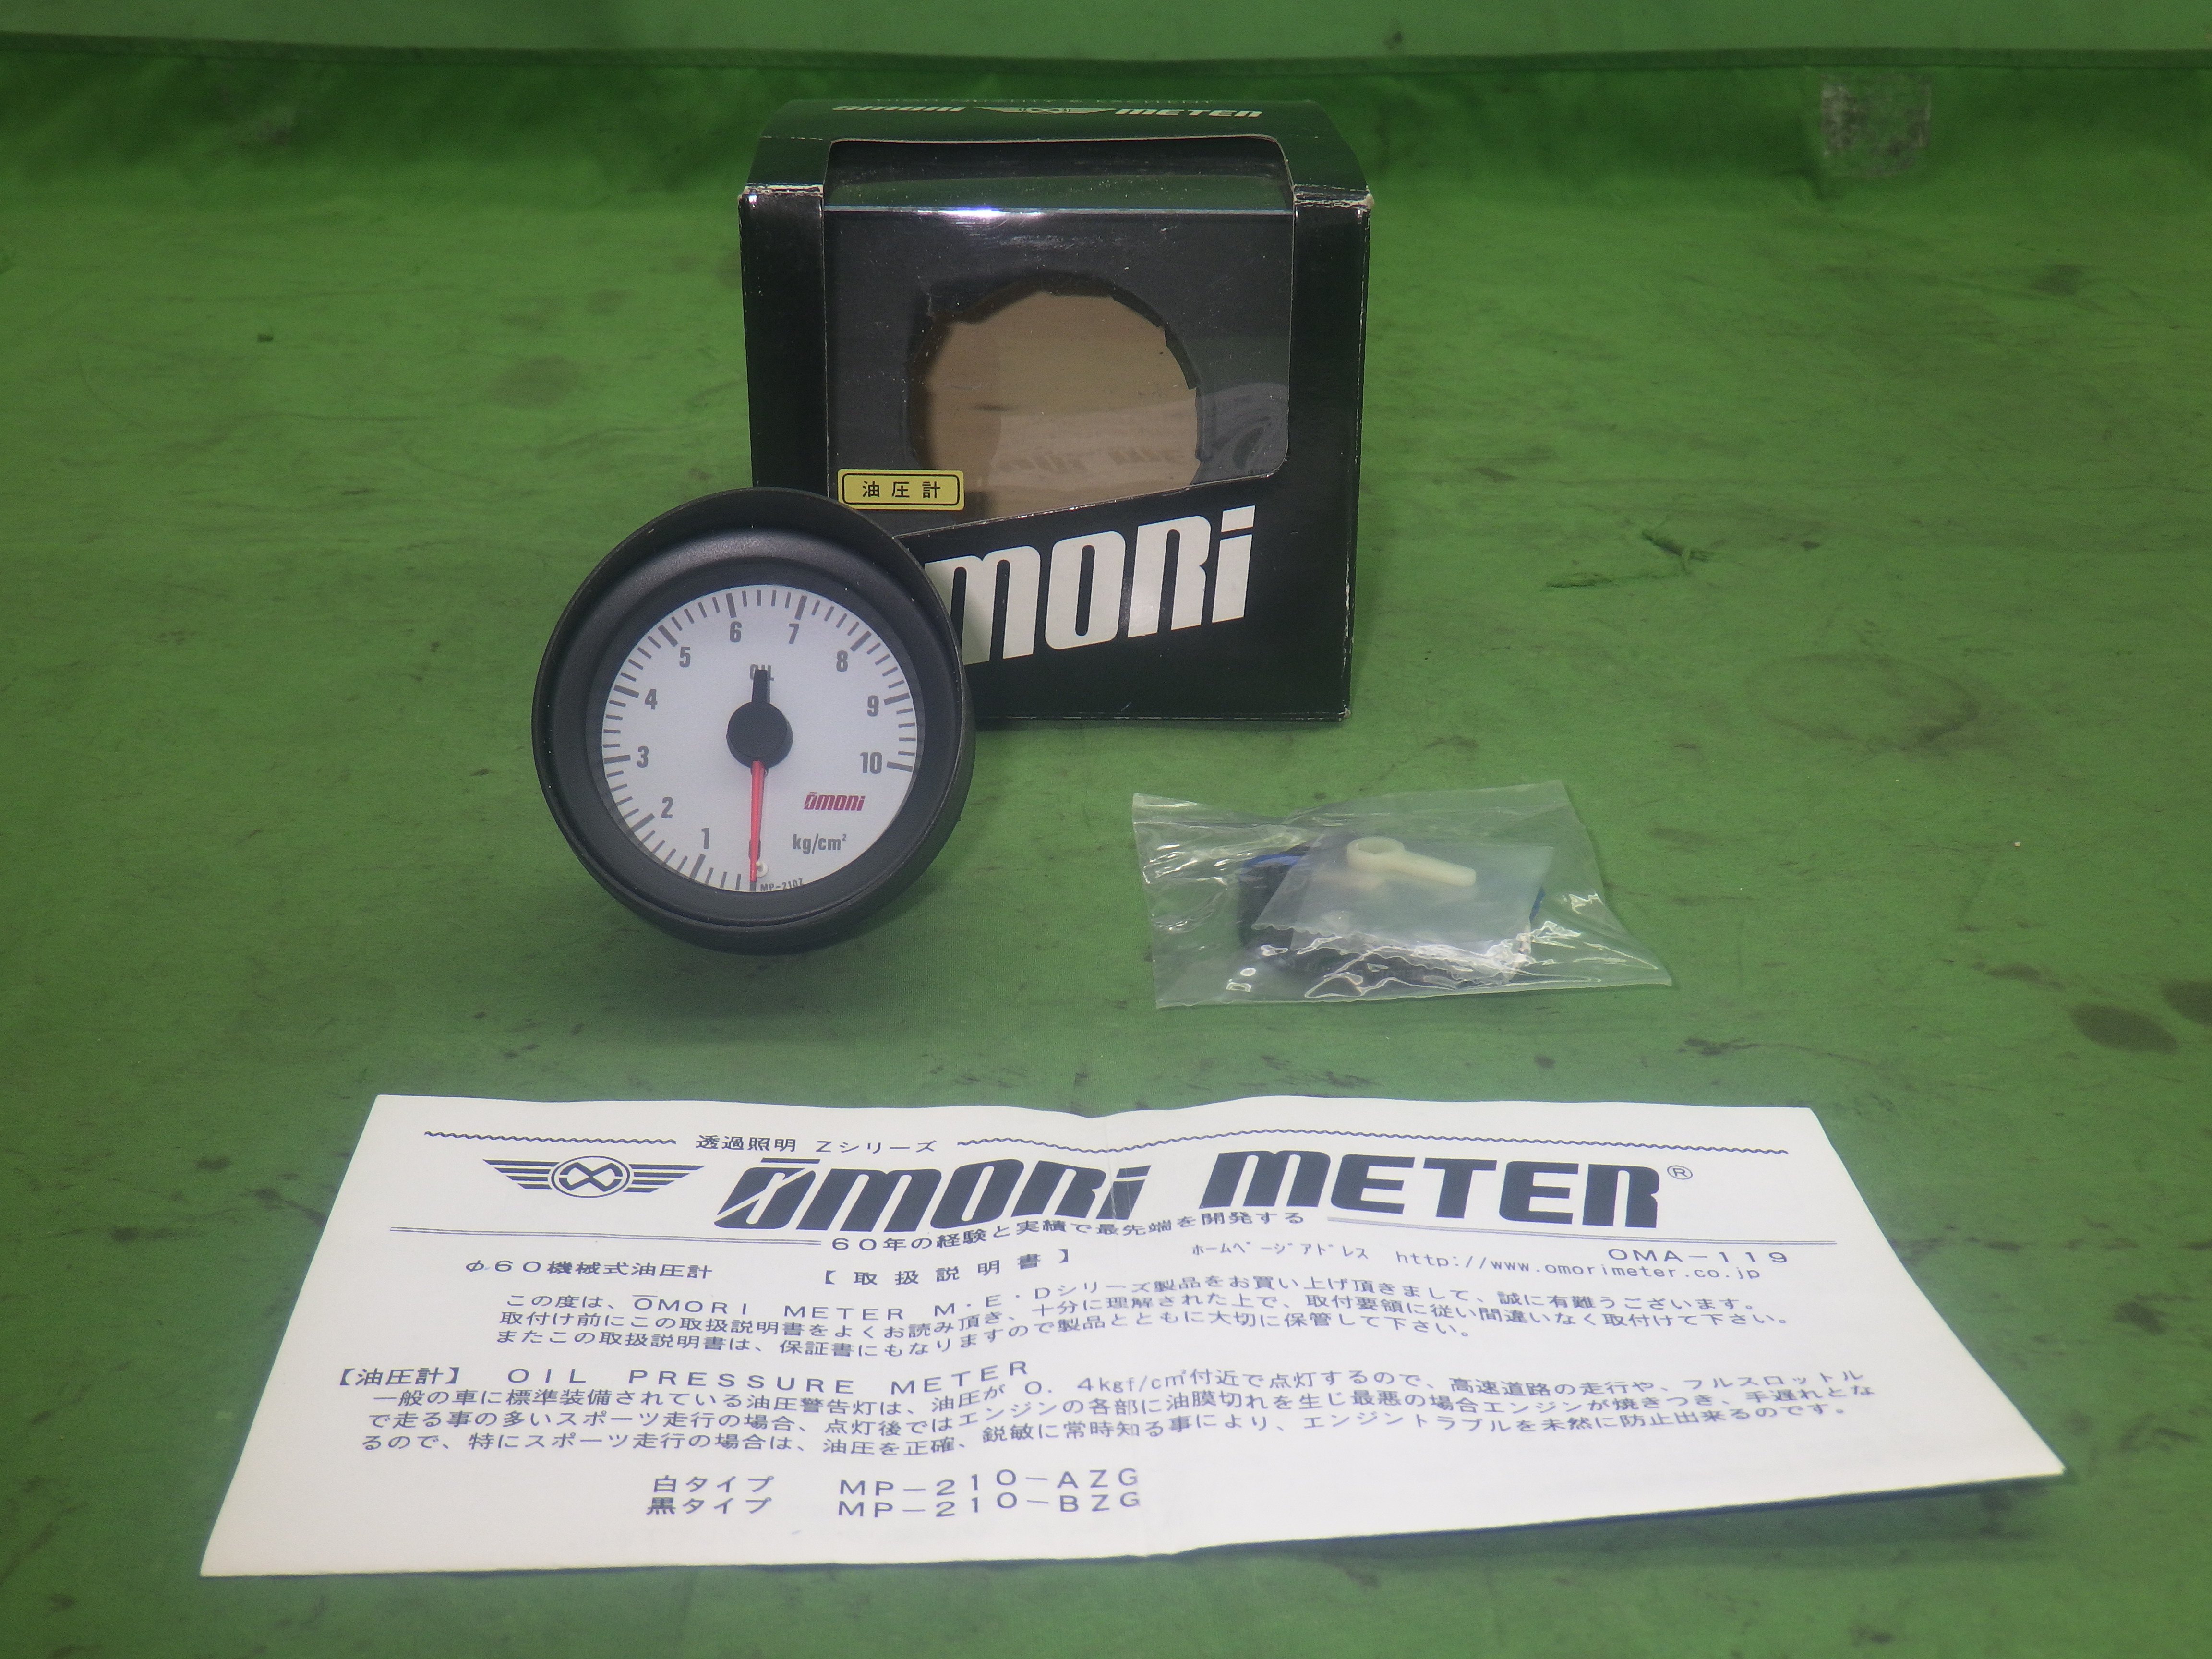 ōmori METER
油圧計
ōmori
6
7
5
8
OIL
4
9
3
10
ōmori
2
1
kg/cm²
MP-210Z
透過照明 Zシリーズ
ōmori METER®
60年の経験と実績で最先端を開発する
OMA-119
Φ60機械式油圧計
【取扱説明書】
ホームページアドレス http://www.omorimeter.co.jp
この度は、ŌMORI METER M・E・Dシリーズ製品をお買い上げ頂きまして、誠に有難うございます。
取付け前にこの取扱説明書をよくお読み頂き、十分に理解された上で、取付要領に従い間違いなく取付けて下さい。
またこの取扱説明書は、保証書にもなりますので製品とともに大切に保管して下さい。
【油圧計】 OIL PRESSURE METER
一般の車に標準装備されている油圧警告灯は、油圧が0.4kgf/cm²付近で点灯するので、高速道路の走行や、フルスロットル
で走る事の多いスポーツ走行の場合、点灯後ではエンジンの各部に油膜切れを生じ最悪の場合エンジンが焼きつき、手遅れとな
るので、特にスポーツ走行の場合は、油圧を正確、鋭敏に常時知る事により、エンジントラブルを未然に防止出来るのです。
白タイプ MP-210-AZG
黒タイプ MP-210-BZG